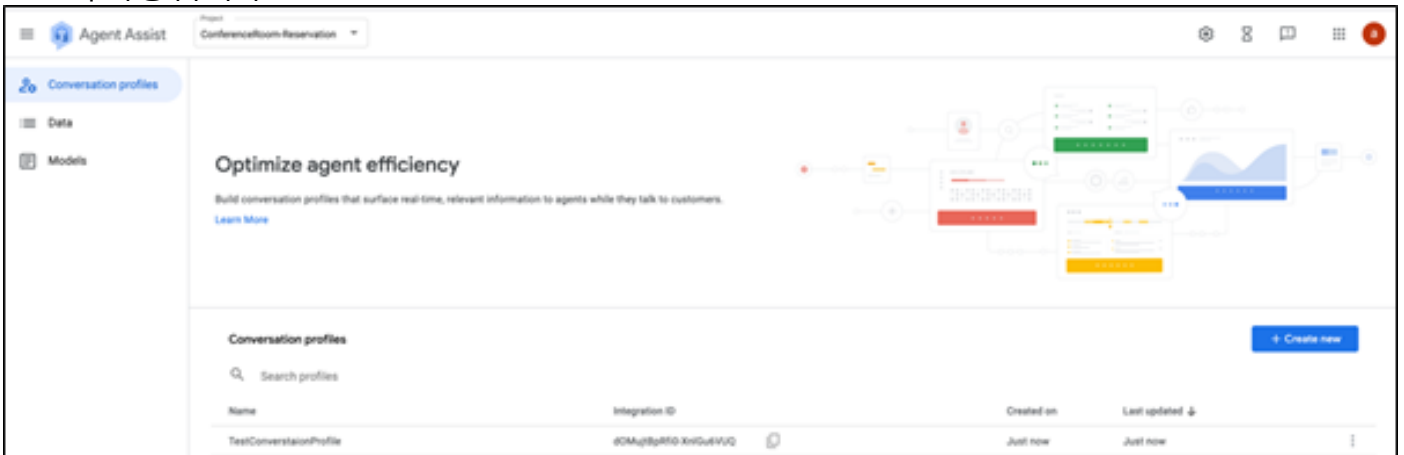 Agent Assist
Project
ConferenceRoom-Reservation
a
Conversation profiles
Data
Models
Optimize agent efficiency
Build conversation profiles that surface real-time, relevant information to agents while they talk to customers.
Learn More
Conversation profiles
+ Create new
Search profiles
Name Integration ID Created on Last updated
TestConverstaionProfile Just now Just now